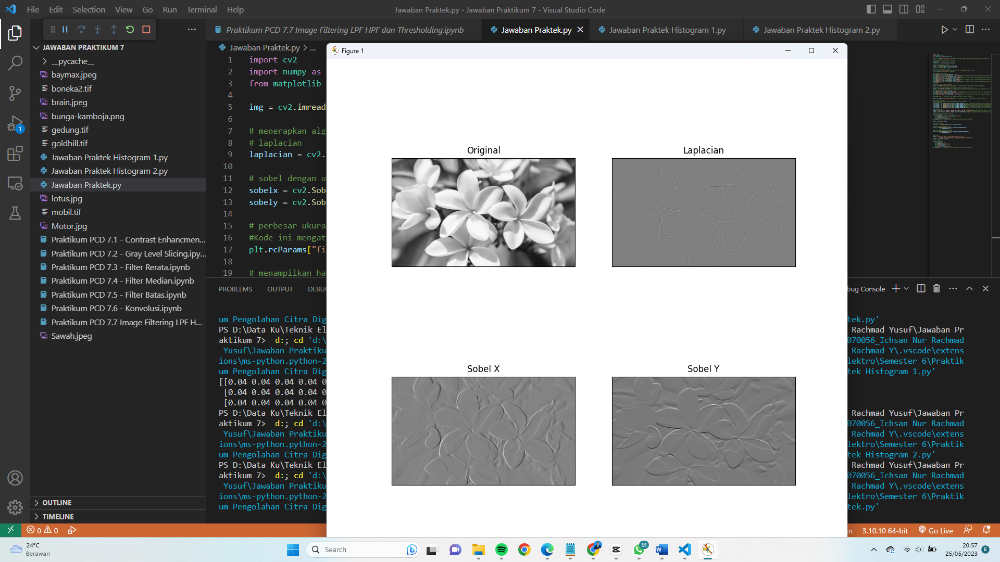 File Edit Selection View Go Run Terminal Help
Jawaban Praktek.py - Jawaban Praktikum 7 - Visual Studio Code
Praktikum PCD 7.7 Image Filtering LPF HPF dan Thresholding.ipynb
Jawaban Praktek.py
Jawaban Praktek Histogram 1.py
Jawaban Praktek Histogram 2.py
JAWABAN PRAKTIKUM 7
__pycache__
baymax.jpeg
boneka2.tif
brain.jpeg
bunga-kamboja.png
gedung.tif
goldhill.tif
Jawaban Praktek Histogram 1.py
Jawaban Praktek Histogram 2.py
Jawaban Praktek.py
lotus.jpg
mobil.tif
Motor.jpg
Praktikum PCD 7.1 - Contrast Enhancmen...
Praktikum PCD 7.2 - Gray Level Slicing.ipy...
Praktikum PCD 7.3 - Filter Rerata.ipynb
Praktikum PCD 7.4 - Filter Median.ipynb
Praktikum PCD 7.5 - Filter Batas.ipynb
Praktikum PCD 7.6 - Konvolusi.ipynb
Praktikum PCD 7.7 Image Filtering LPF H...
Sawah.jpeg
OUTLINE
TIMELINE
1
Jawaban Praktek.py > ...
1 import cv2
2 import numpy as
3 from matplotlib
4
5 img = cv2.imread
6
7 # menerapkan alg
8 # laplacian
9 laplacian = cv2.
10
11 # sobel dengan u
12 sobelx = cv2.Sob
13 sobely = cv2.Sob
14
15 # perbesar ukura
16 #Kode ini mengat
17 plt.rcParams["fi
18
19 # menampilkan ha
Figure 1
Original
Laplacian
Sobel X
Sobel Y
PROBLEMS OUTPUT DEBUG
bug Console
um Pengolahan Citra Dig
PS D:\Data Ku\Teknik El
aktikum 7> d:; cd 'd:\
Yusuf\Jawaban Praktiku
ions\ms-python.python-2
um Pengolahan Citra Dig
[[0.04 0.04 0.04 0.04 0
[0.04 0.04 0.04 0.04 0
[0.04 0.04 0.04 0.04 0
PS D:\Data Ku\Teknik El
aktikum 7> d:; cd 'd:\
Yusuf\Jawaban Praktiku
ions\ms-python.python-2
um Pengolahan Citra Dig
PS D:\Data Ku\Teknik El
aktikum 7> d:; cd 'd:\
Yusuf\Jawaban Praktiku
ions\ms-python.python-2
um Pengolahan Citra Dig
tek.py'
Rachmad Yusuf\Jawaban Pr
070056_Ichsan Nur Rachmad
Rachmad Y\.vscode\extens
lektro\Semester 6\Praktik
tek Histogram 1.py'
Rachmad Yusuf\Jawaban Pr
070056_Ichsan Nur Rachmad
Rachmad Y\.vscode\extens
lektro\Semester 6\Praktik
tek Histogram 2.py'
Rachmad Yusuf\Jawaban Pr
070056_Ichsan Nur Rachmad
Rachmad Y\.vscode\extens
lektro\Semester 6\Praktik
tek.py'
0 0
on 3.10.10 64-bit Go Live
24°C
Berawan
Search
91
20:57
25/05/2023
6